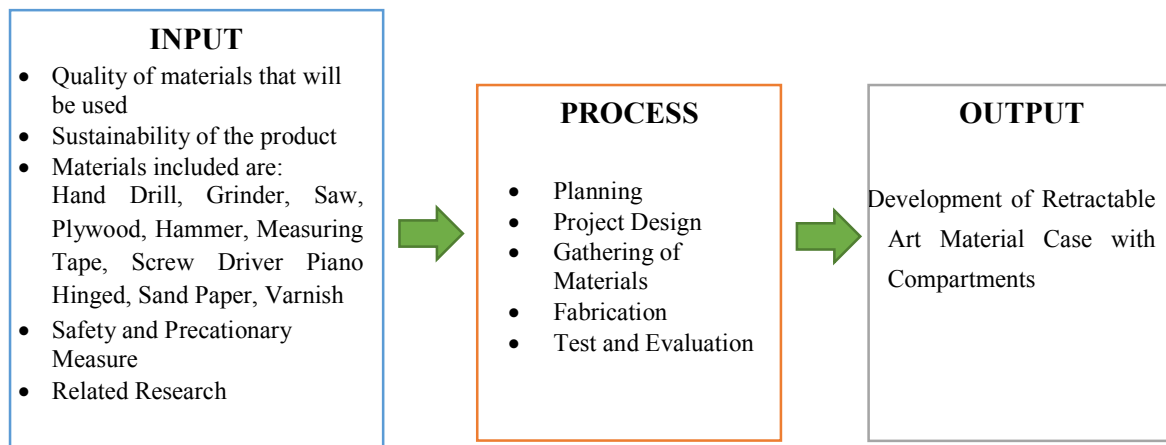 INPUT
• Quality of materials that will
be used
• Sustainability of the product
• Materials included are:
Hand Drill, Grinder, Saw,
Plywood, Hammer, Measuring
Tape, Screw Driver Piano
Hinged, Sand Paper, Varnish
• Safety and Precationary
Measure
• Related Research
PROCESS
• Planning
• Project Design
• Gathering of
Materials
• Fabrication
• Test and Evaluation
OUTPUT
Development of Retractable
Art Material Case with
Compartments